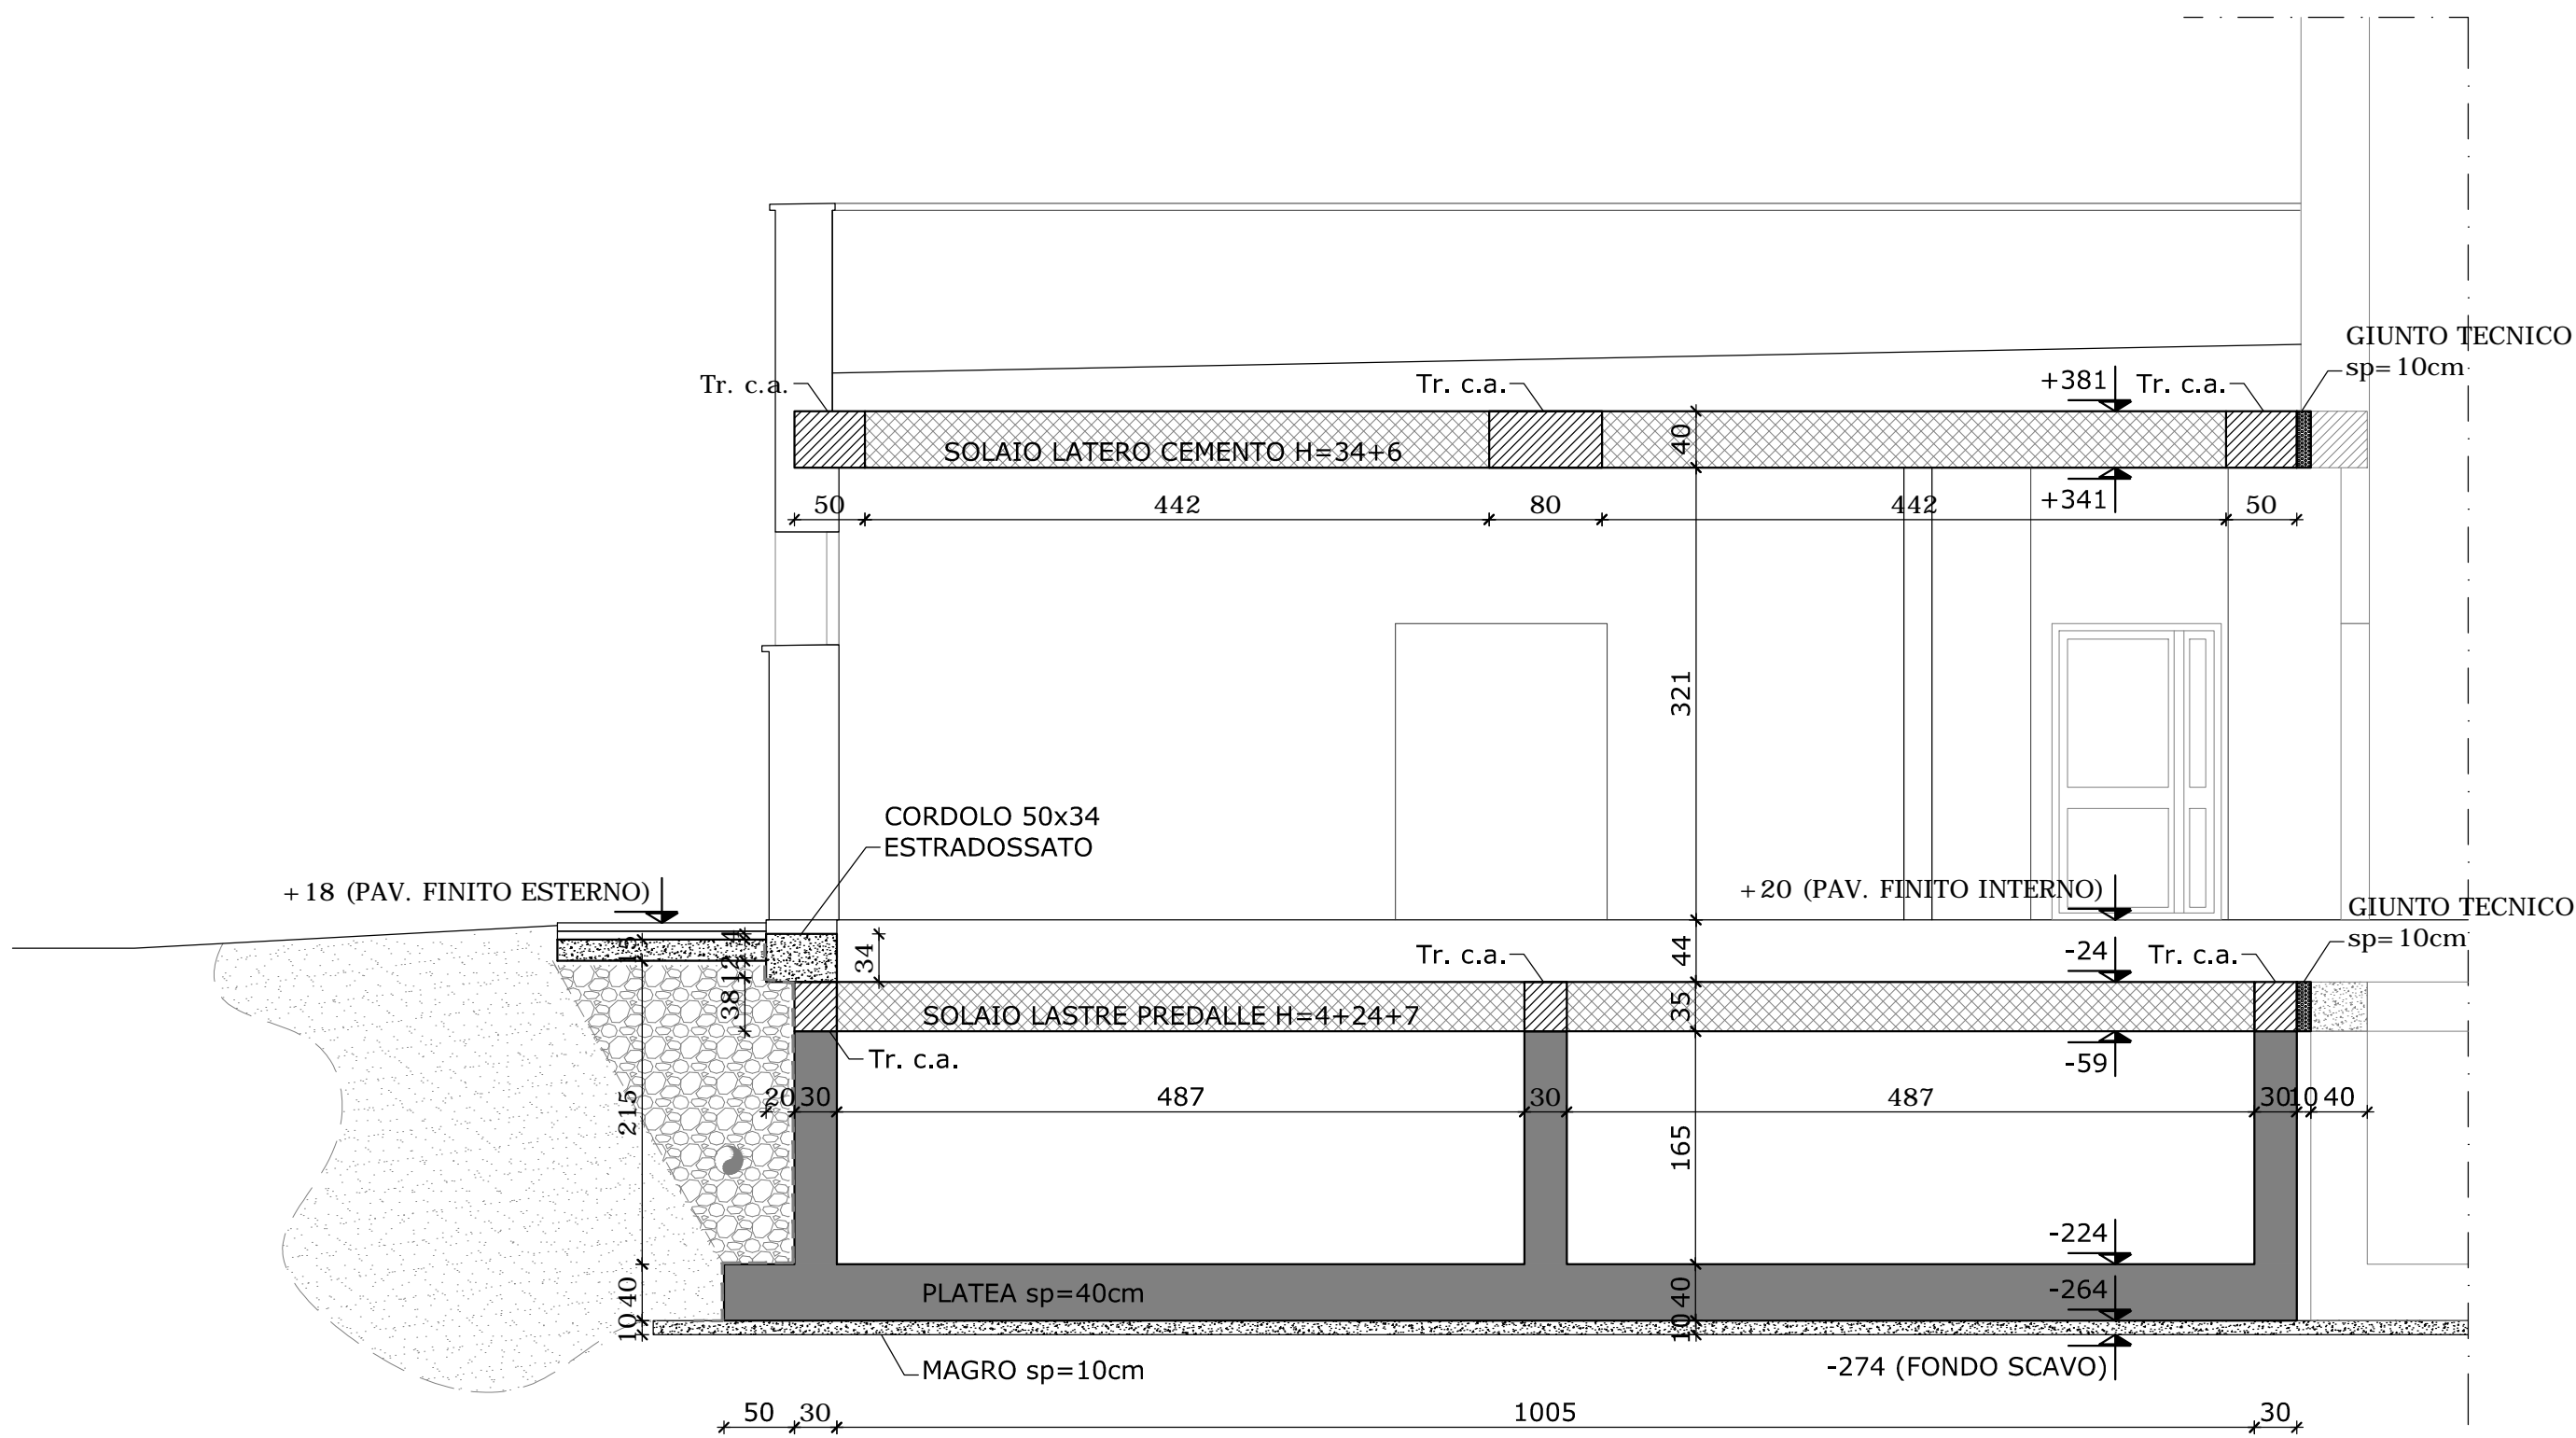 GIUNTO TECNICO
sp=10cm
Tr. c.a.
Tr. c.a.
+381
Tr. c.a.
SOLAIO LATERO CEMENTO H=34+6
40
+341
50
442
80
442
50
321
CORDOLO 50x34
ESTRADOSSATO
+18 (PAV. FINITO ESTERNO)
+20 (PAV. FINITO INTERNO)
GIUNTO TECNICO
sp=10cm
15
4
12
38
34
Tr. c.a.
44
-24
Tr. c.a.
SOLAIO LASTRE PREDALLE H=4+24+7
35
Tr. c.a.
-59
215
20
30
487
30
487
30
10
40
165
-224
40
PLATEA sp=40cm
40
-264
10
10
MAGRO sp=10cm
-274 (FONDO SCAVO)
50
30
1005
30